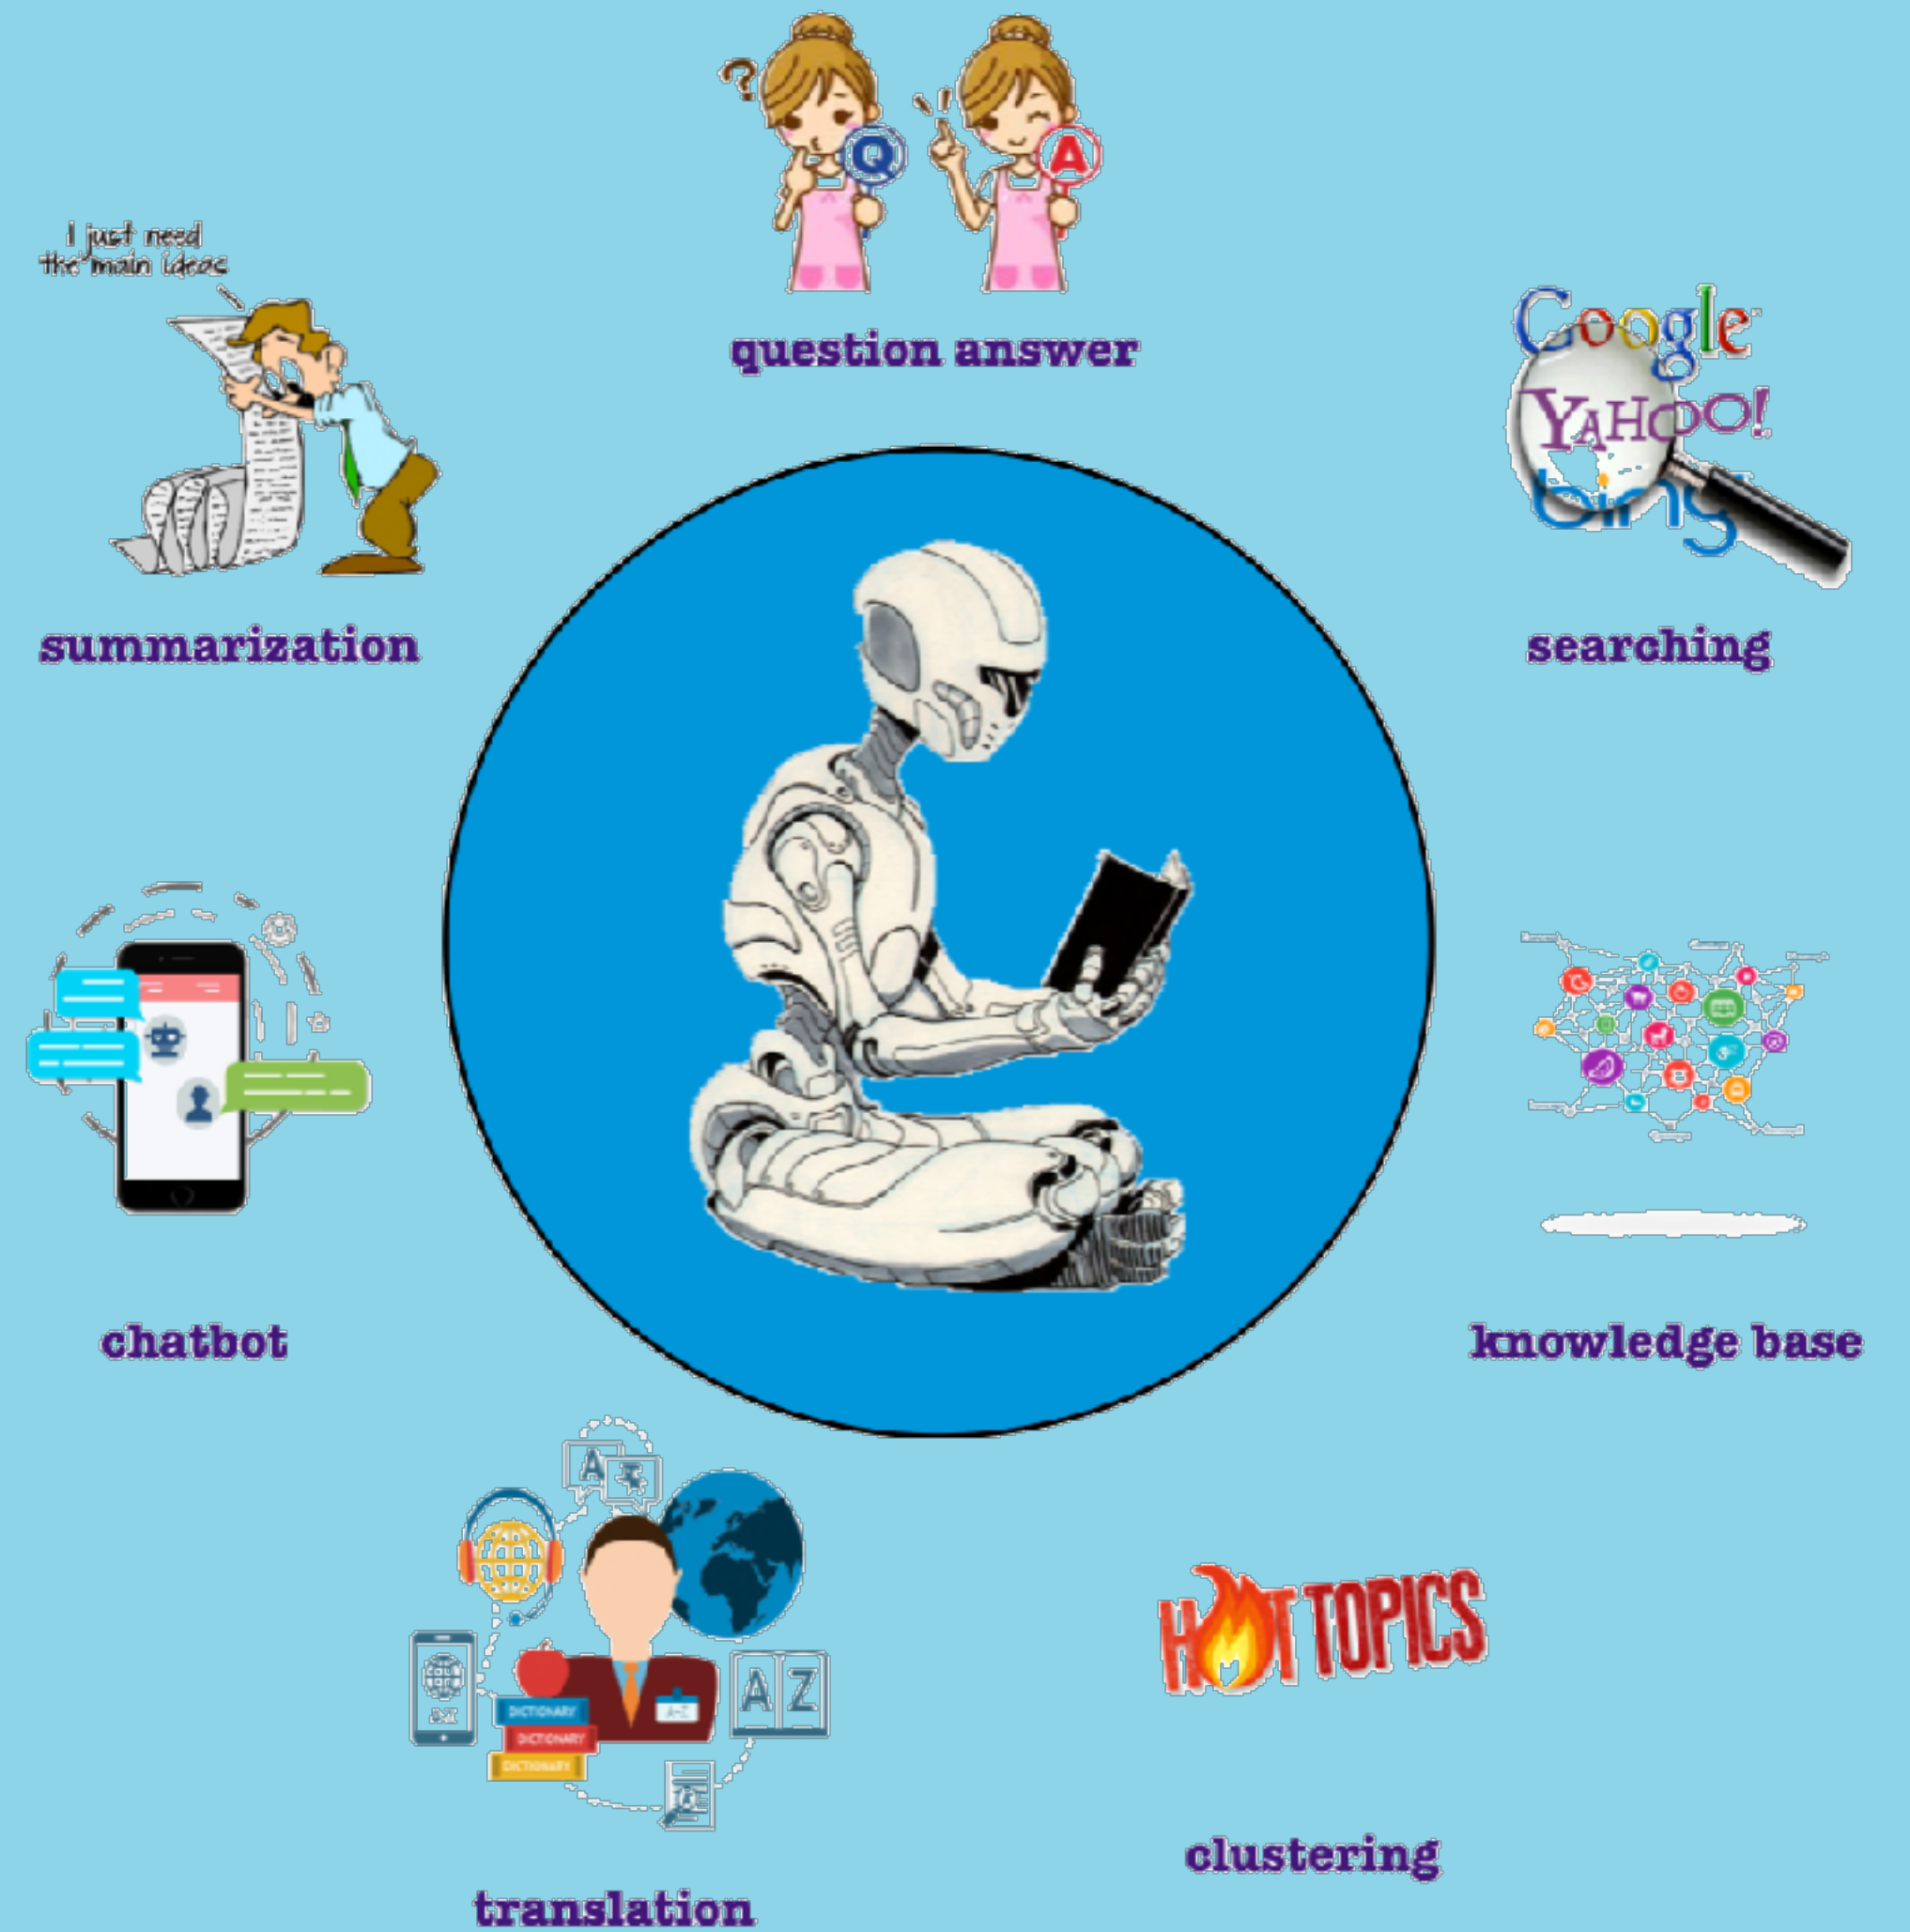 ?
Q
A
question answer
I just need
the main ideas
summarization
Google
YAHOO!
bing
searching
chatbot
knowledge base
A
A Z
A-Z
DICTIONARY
DICTIONARY
DICTIONARY
translation
HOT TOPICS
clustering